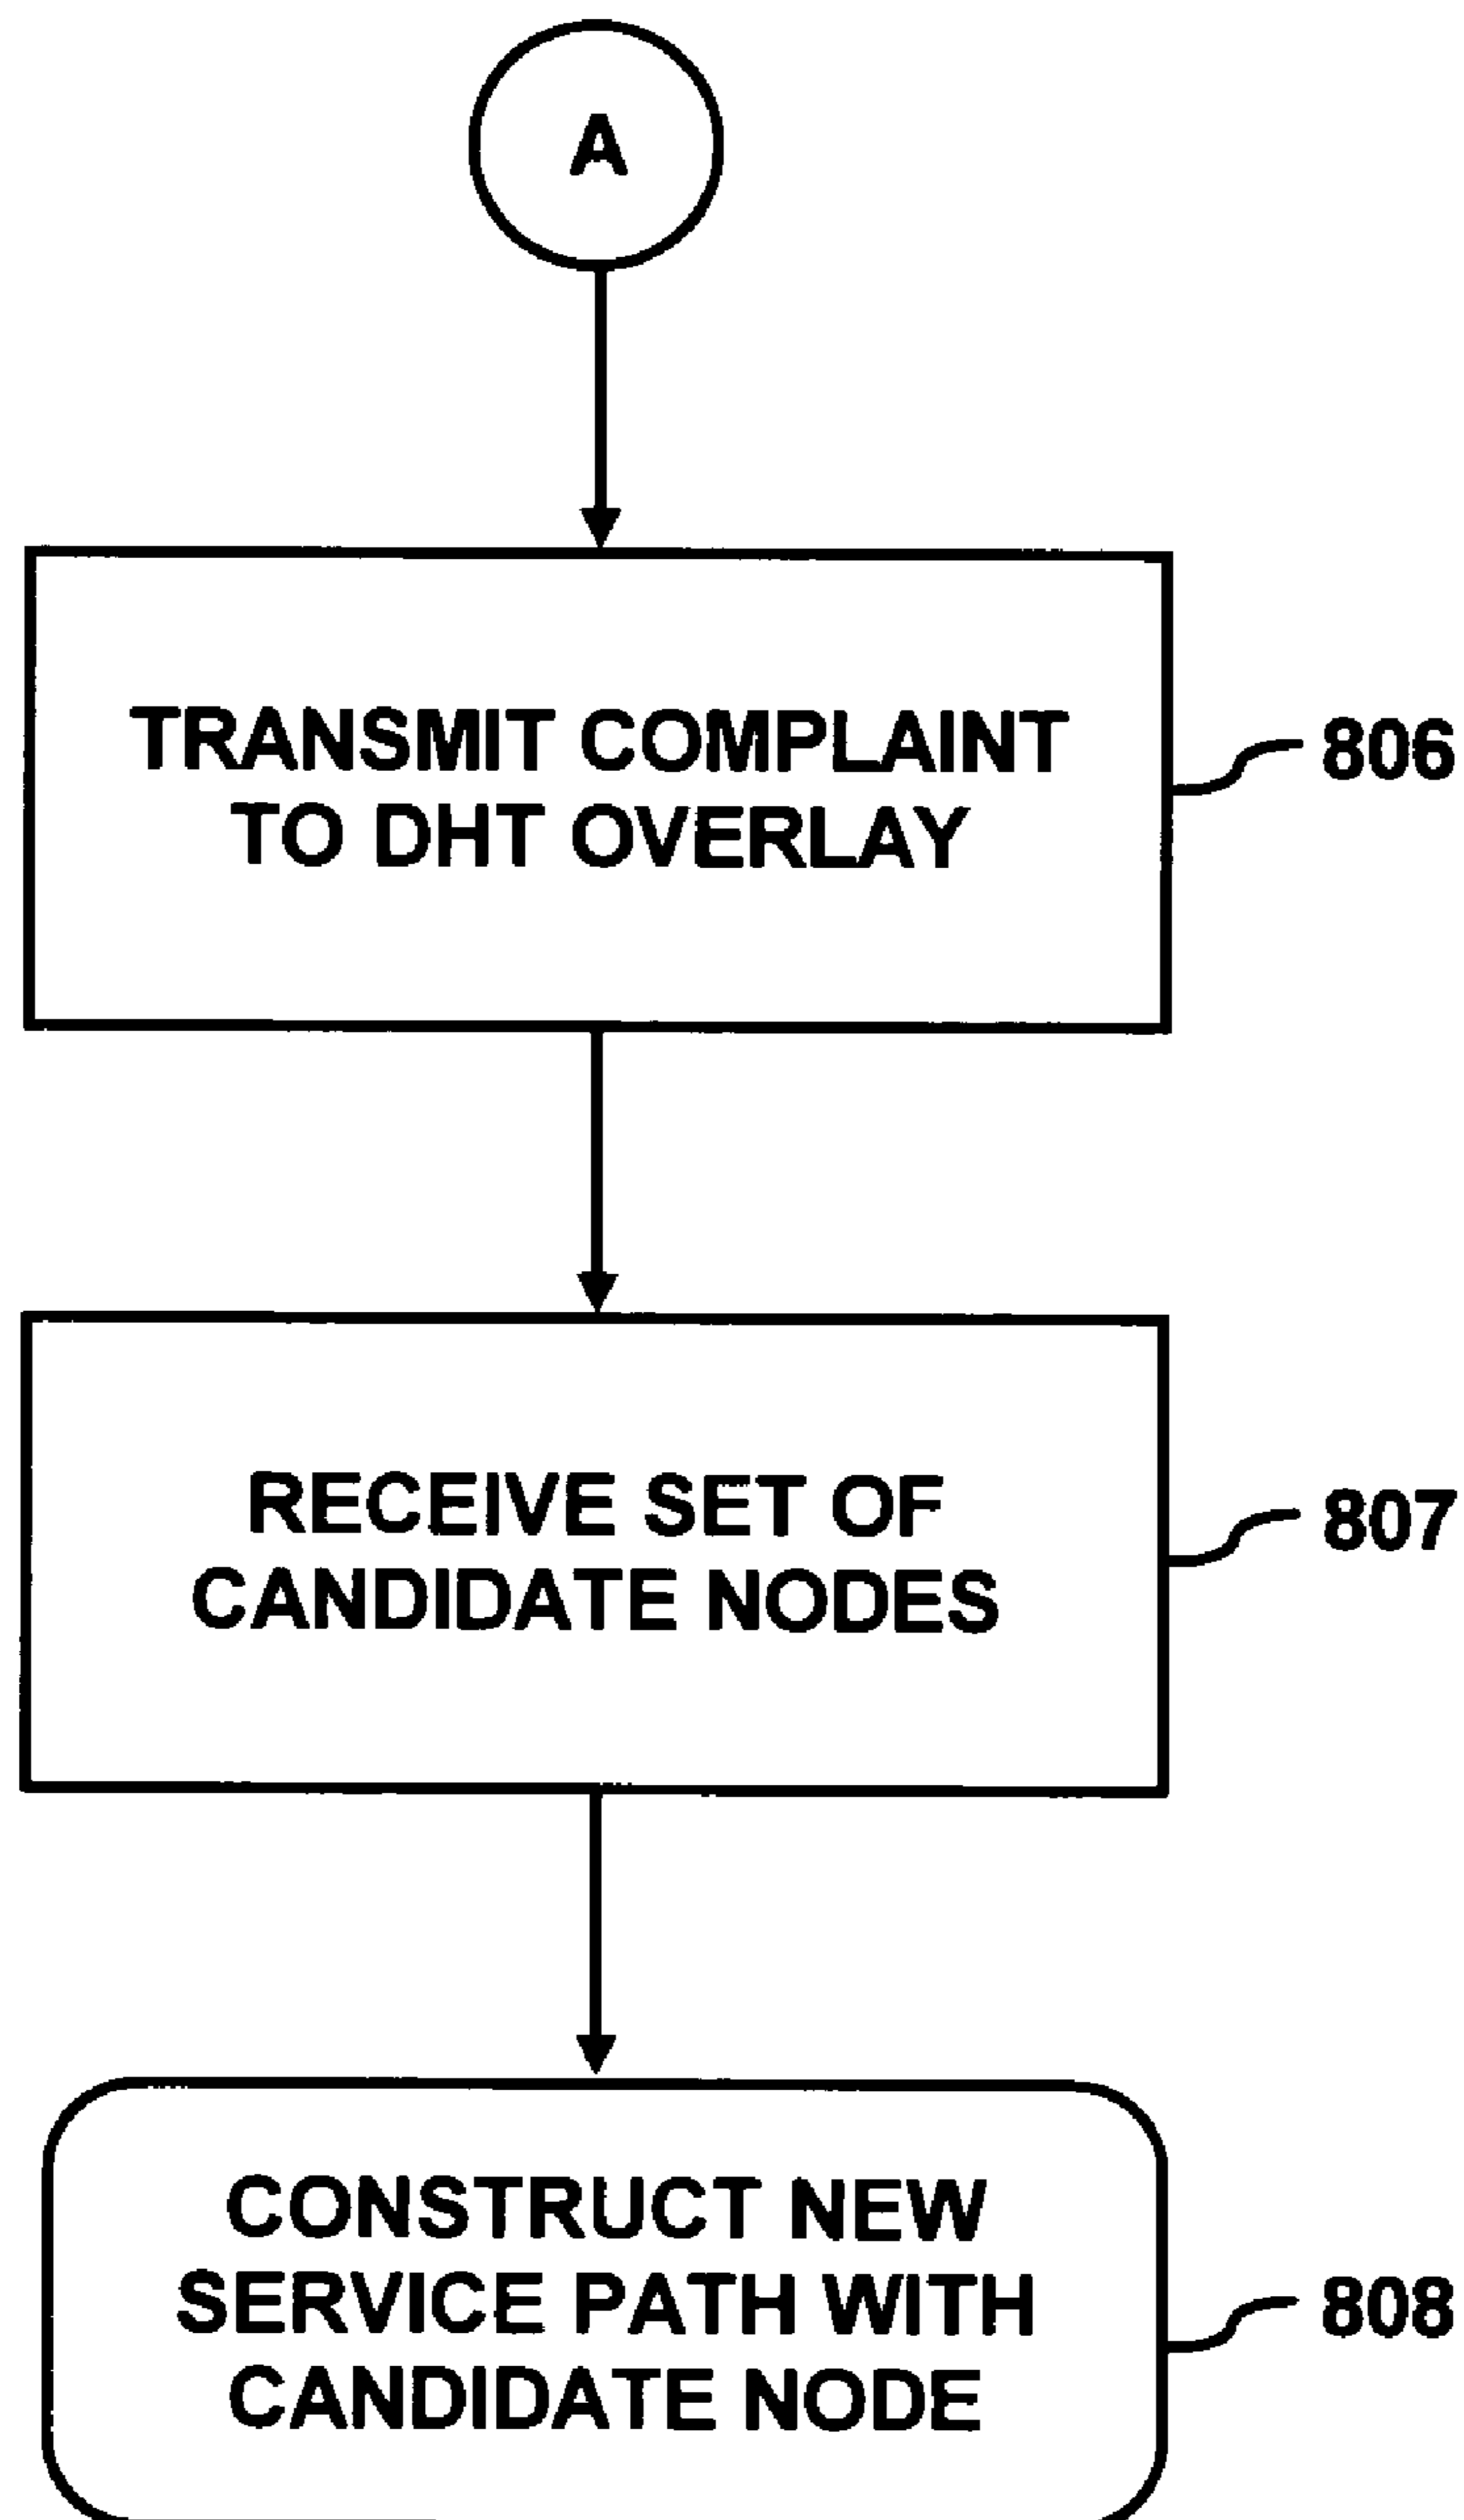 A
TRANSMIT COMPLAINT
TO DHT OVERLAY
806
RECEIVE SET OF
CANDIDATE NODES
807
CONSTRUCT NEW
SERVICE PATH WITH
CANDIDATE NODE
808